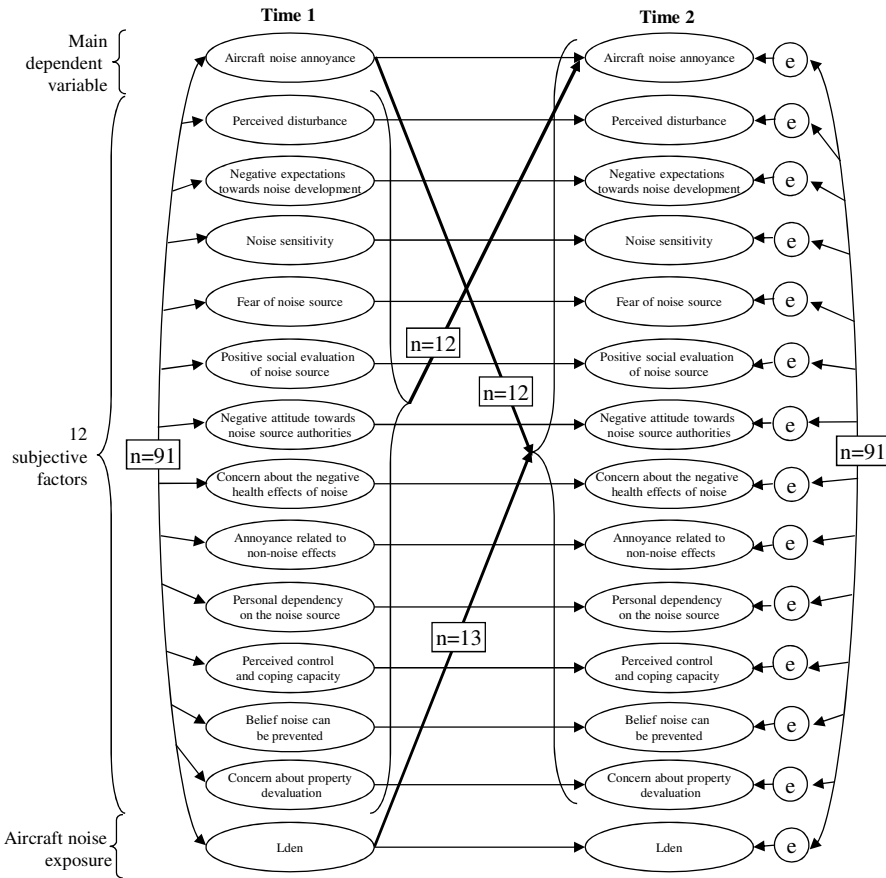 Time 1
Time 2
Main
dependent
variable
Aircraft noise annoyance
Aircraft noise annoyance
e
Perceived disturbance
Perceived disturbance
e
Negative expectations
towards noise development
Negative expectations
towards noise development
e
Noise sensitivity
Noise sensitivity
e
Fear of noise source
Fear of noise source
e
n=12
Positive social evaluation
of noise source
Positive social evaluation
of noise source
e
n=12
12
subjective
factors
Negative attitude towards
noise source authorities
Negative attitude towards
noise source authorities
e
n=91
n=91
Concern about the negative
health effects of noise
Concern about the negative
health effects of noise
e
Annoyance related to
non-noise effects
Annoyance related to
non-noise effects
e
Personal dependency
on the noise source
Personal dependency
on the noise source
e
n=13
Perceived control
and coping capacity
Perceived control
and coping capacity
e
Belief noise can
be prevented
Belief noise can
be prevented
e
Concern about property
devaluation
Concern about property
devaluation
e
Aircraft noise
exposure
Lden
Lden
e